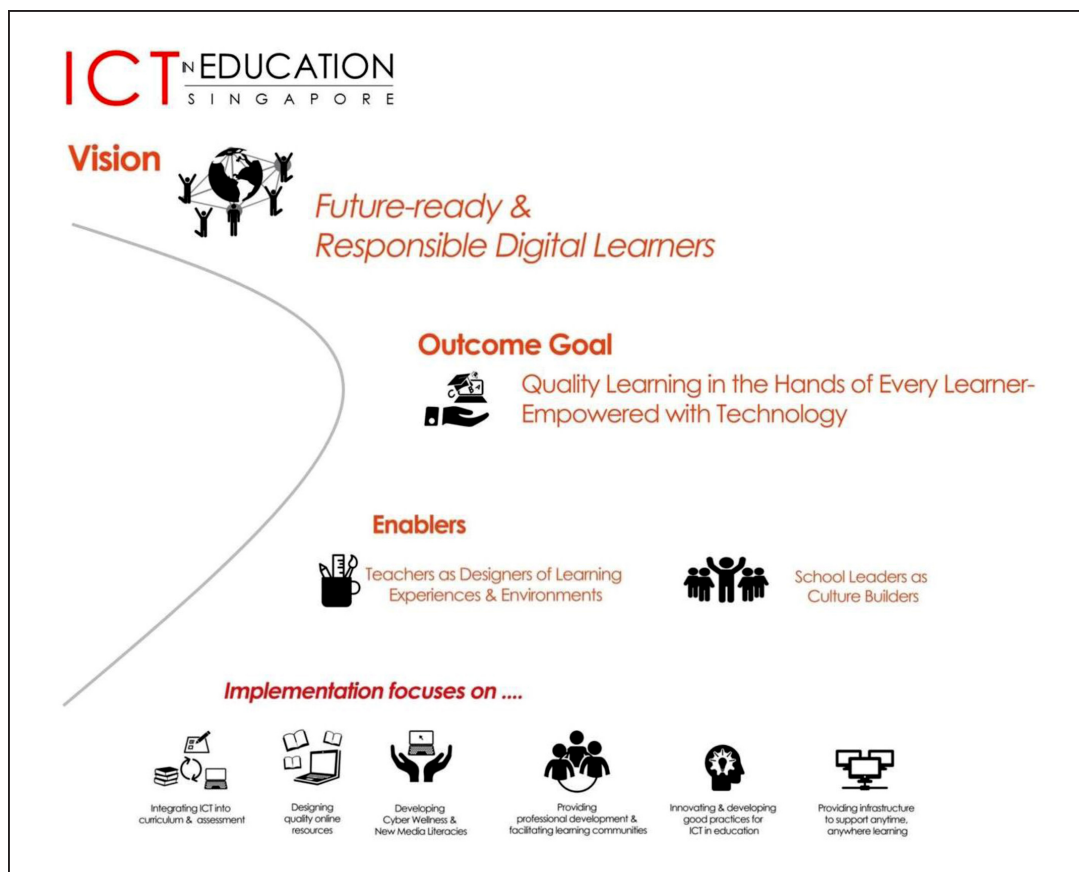 ICT IN EDUCATION
SINGAPORE
Vision
Future-ready &
Responsible Digital Learners
Outcome Goal
Quality Learning in the Hands of Every Learner-
Empowered with Technology
Enablers
Teachers as Designers of Learning
Experiences & Environments
School Leaders as
Culture Builders
Implementation focuses on ....
Integrating ICT into
curriculum & assessment
Designing
quality online
resources
Developing
Cyber Wellness &
New Media Literacies
Providing
professional development &
facilitating learning communities
Innovating & developing
good practices for
ICT in education
Providing infrastructure
to support anytime,
anywhere learning